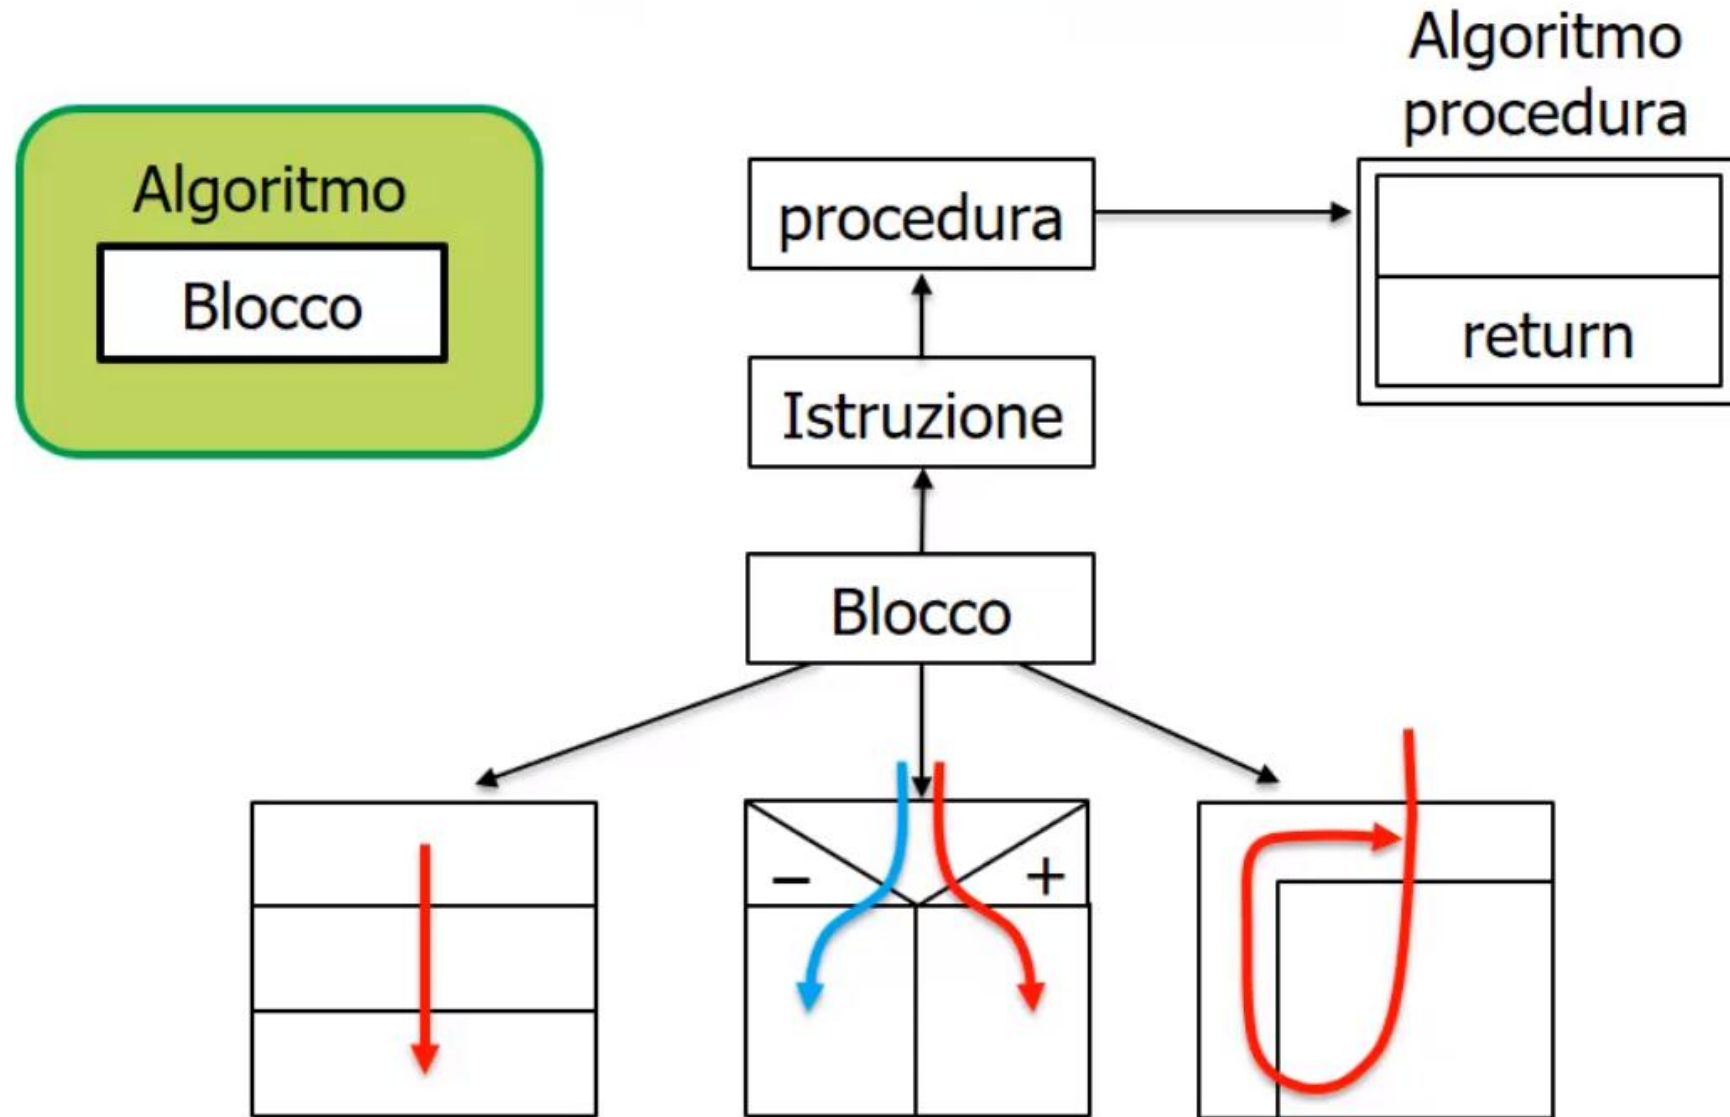 Algoritmo
procedura
Algoritmo
Blocco
procedura
return
Istruzione
Blocco
–
+